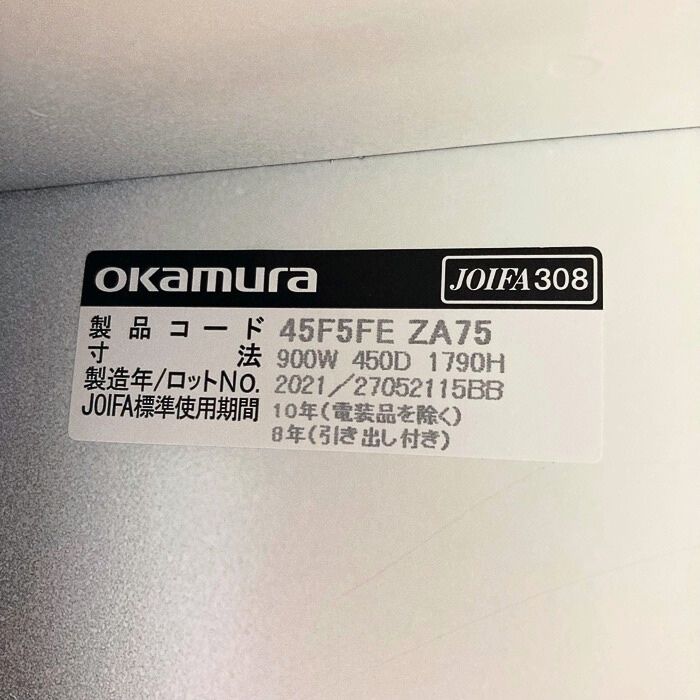 okamura JOIFA308
製品コード 45F5FE ZA75
寸法 900W 450D 1790H
製造年/ロットNo. 2021/27052115BB
JOIFA標準使用期間 10年(電装品を除く)
8年(引き出し付き)